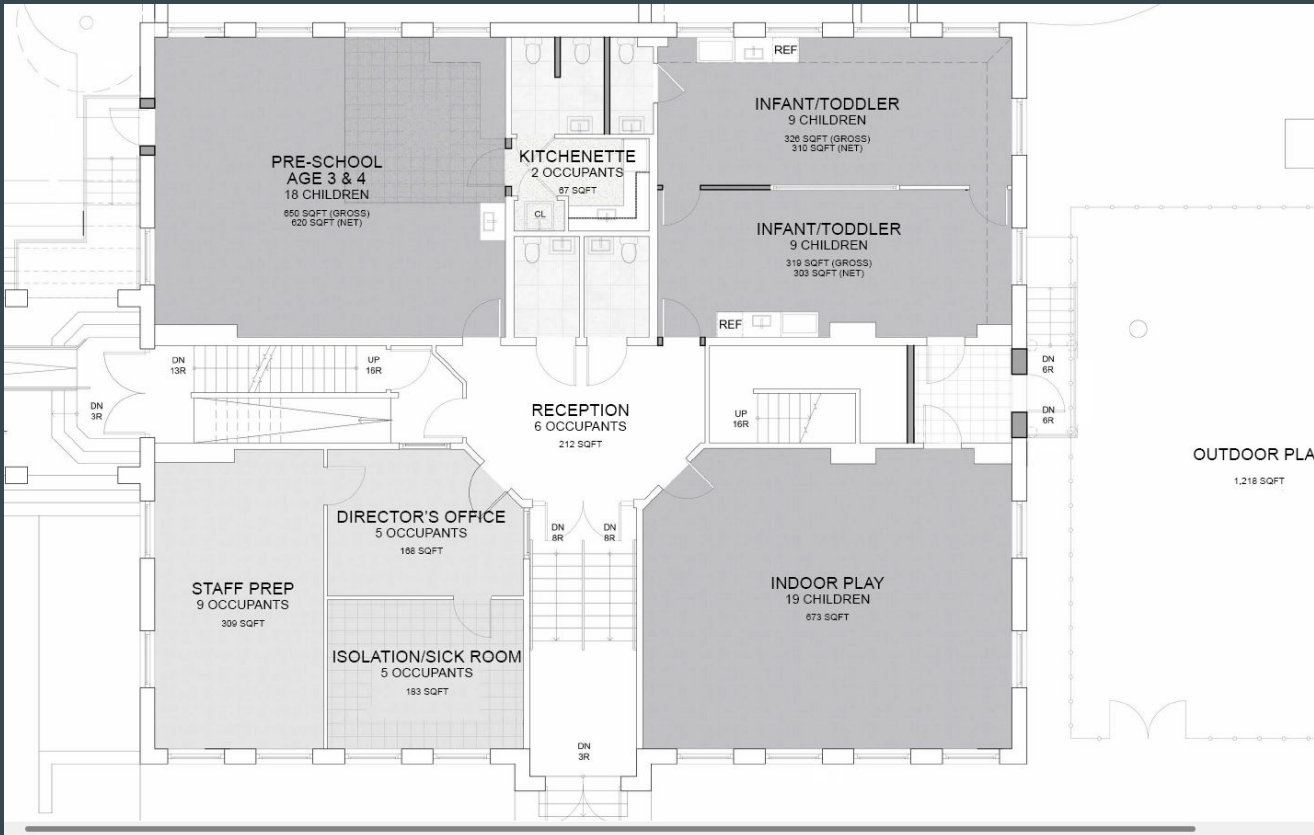 REF
INFANT/TODDLER
9 CHILDREN
326 SQFT (GROSS)
310 SQFT (NET)
PRE-SCHOOL
AGE 3 & 4
18 CHILDREN
650 SQFT (GROSS)
620 SQFT (NET)
KITCHENETTE
2 OCCUPANTS
67 SQFT
CL
INFANT/TODDLER
9 CHILDREN
319 SQFT (GROSS)
303 SQFT (NET)
REF
DN
13R
UP
16R
DN
3R
RECEPTION
6 OCCUPANTS
212 SQFT
UP
16R
DN
6R
DN
6R
OUTDOOR PLA
1,218 SQFT
DIRECTOR'S OFFICE
5 OCCUPANTS
168 SQFT
DN
8R
DN
8R
STAFF PREP
9 OCCUPANTS
309 SQFT
INDOOR PLAY
19 CHILDREN
673 SQFT
ISOLATION/SICK ROOM
5 OCCUPANTS
183 SQFT
DN
3R